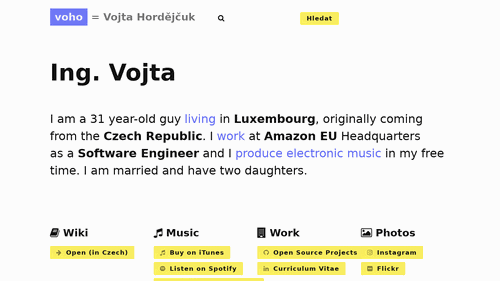 voho = Vojta Hordějčuk
Hledat
Ing. Vojta
I am a 31 year-old guy living in Luxembourg, originally coming
from the Czech Republic. I work at Amazon EU Headquarters
as a Software Engineer and I produce electronic music in my free
time. I am married and have two daughters.
Wiki
Open (in Czech)
Music
Buy on iTunes
Listen on Spotify
Work
Open Source Projects
Curriculum Vitae
Photos
Instagram
Flickr